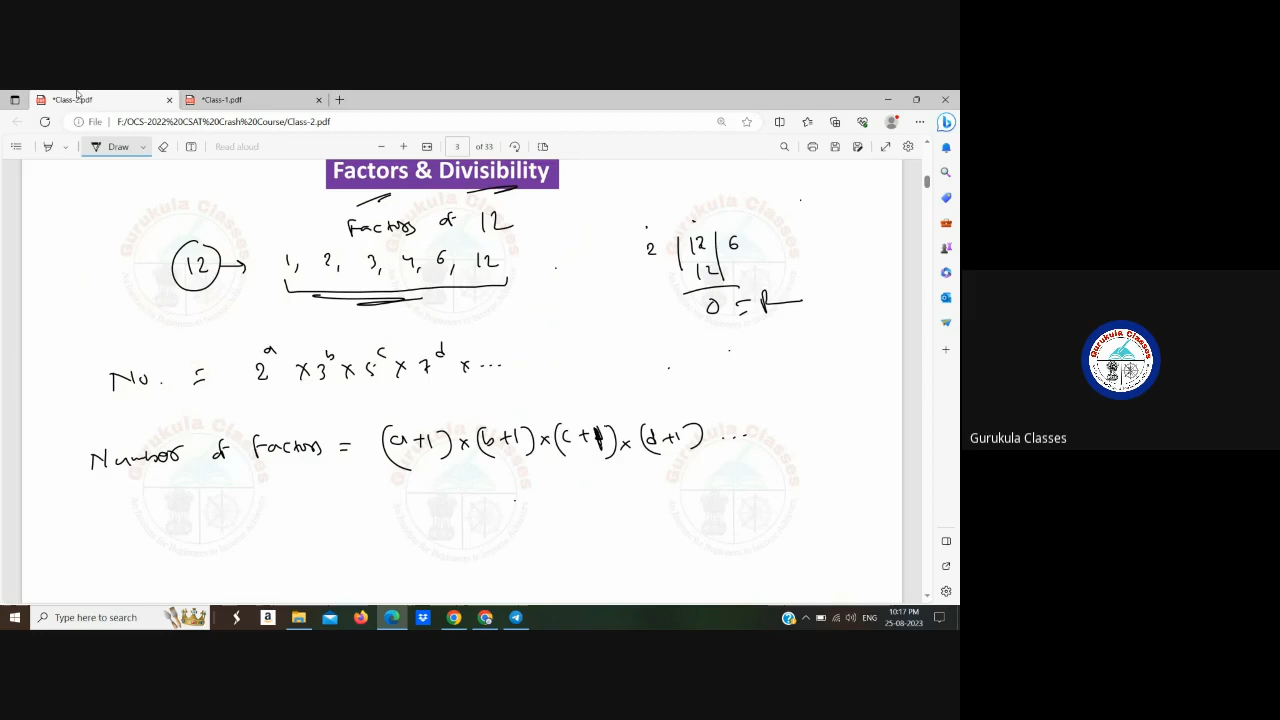 *Class-2.pdf
*Class-1.pdf
File F:/OCS-2022%20CSAT%20Crash%20Course/Class-2.pdf
Draw Read aloud 3 of 33
Factors & Divisibility
Factors of 12
12 → 1, 2, 3, 4, 6, 12
2 | 12 | 6
12
0 = R
No. = 2^a × 3^b × 5^c × 7^d × ...
Number of Factors = (a+1) × (b+1) × (c+1) × (d+1) ...
Gurukula Classes
Type here to search
ENG
10:17 PM
25-08-2023